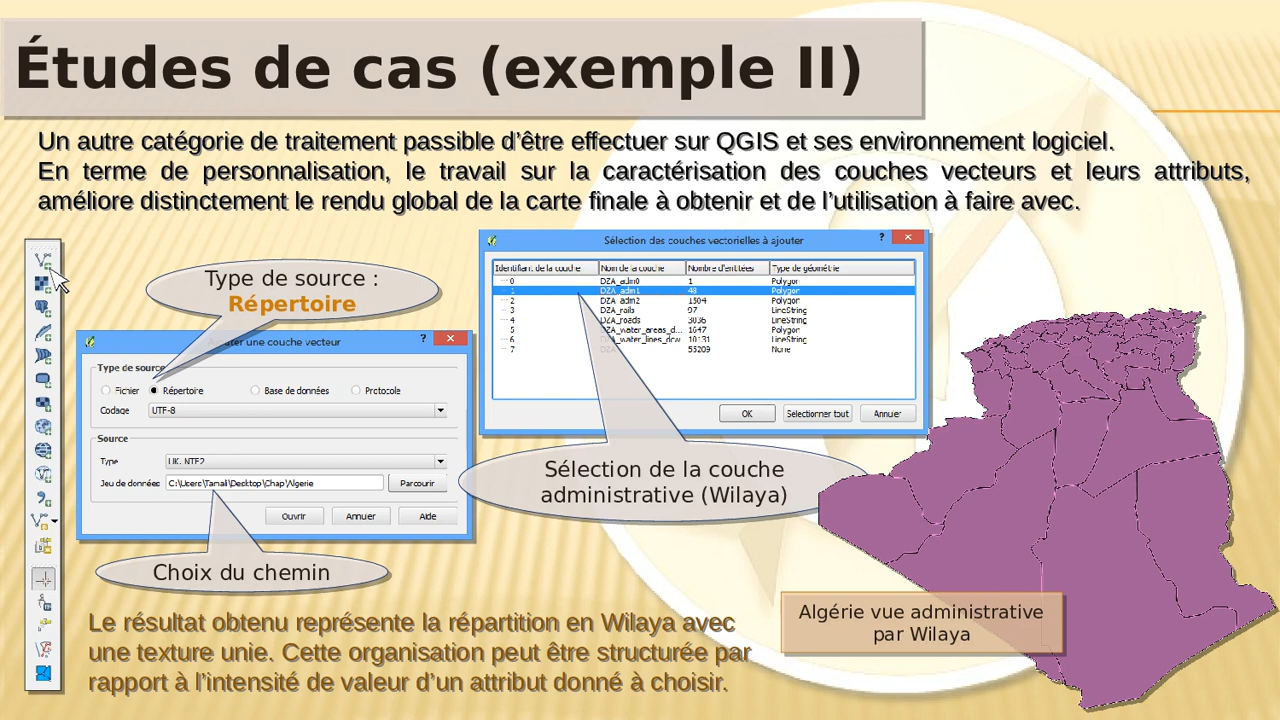 Études de cas (exemple II)
Un autre catégorie de traitement passible d’être effectuer sur QGIS et ses environnement logiciel.
En terme de personnalisation, le travail sur la caractérisation des couches vecteurs et leurs attributs,
améliore distinctement le rendu global de la carte finale à obtenir et de l’utilisation à faire avec.
Type de source :
Répertoire
une couche vecteur
?
Type de source
Fichier Répertoire Base de données Protocole
Codage UTF-8
Source
Type UK. NTF2
Jeu de données C:\Users\Tamali\Desktop\Chap\Algerie Parcourir
Ouvrir Annuler Aide
Choix du chemin
Sélection des couches vectorielles à ajouter ?
Identifiant de la couche Nom de la couche Nombre d'entitées Type de géométrie
0 DZA_adm0 1 Polygon
1 DZA_adm1 48 Polygon
2 DZA_adm2 1504 Polygon
3 DZA_rails 97 LineString
4 DZA_roads 3036 LineString
5 DZA_water_areas_d... 1647 Polygon
6 DZA_water_lines_dcw 10131 LineString
7 53209 None
OK Sélectionner tout Annuler
Sélection de la couche
administrative (Wilaya)
Algérie vue administrative
par Wilaya
Le résultat obtenu représente la répartition en Wilaya avec
une texture unie. Cette organisation peut être structurée par
rapport à l’intensité de valeur d’un attribut donné à choisir.